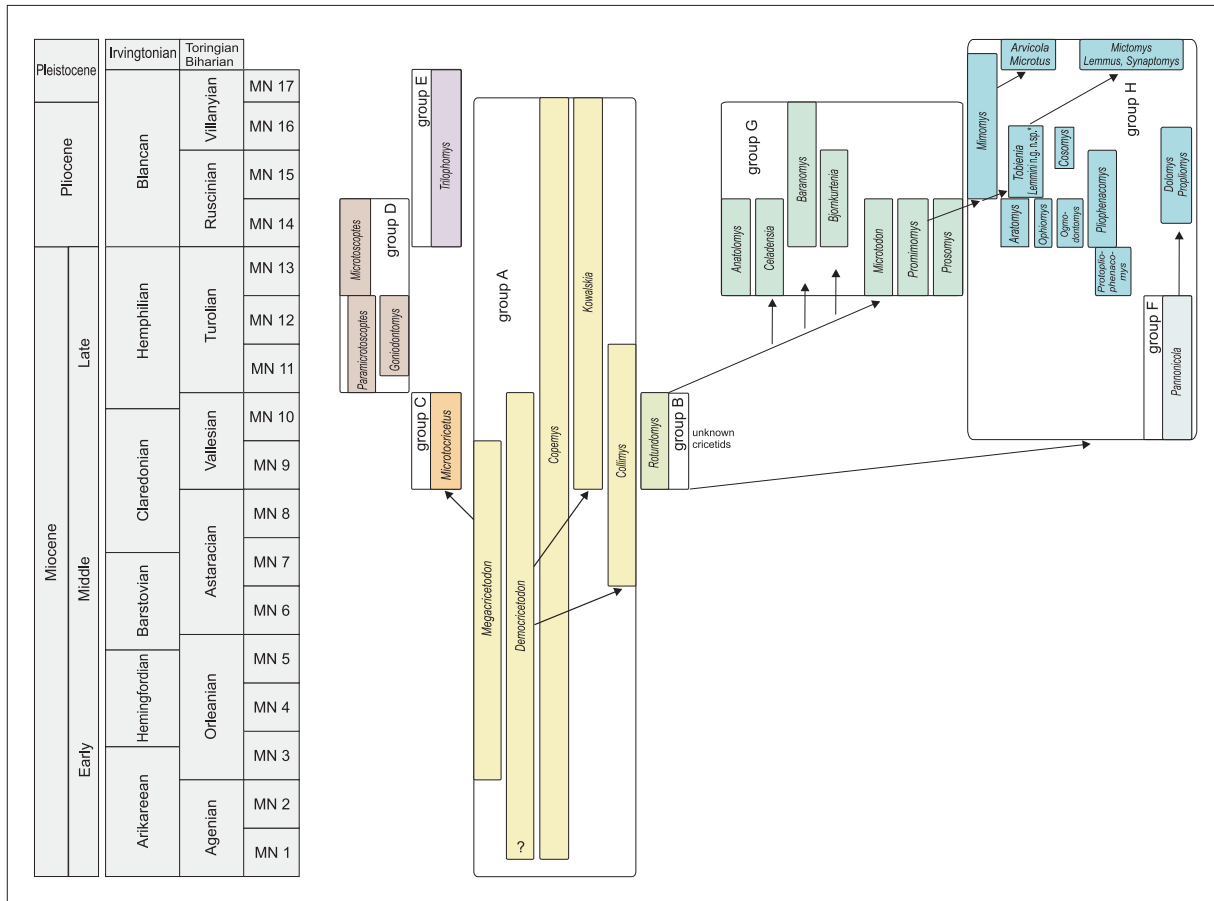 Pleistocene
Pliocene
Miocene
Late
Middle
Early
Irvingtonian
Blancan
Hemphilian
Claredonian
Barstovian
Hemingfordian
Arikareean
Toringian
Biharian
Villanyian
Ruscinian
Turolian
Vallesian
Astaracian
Orleanian
Agenian
MN 17
MN 16
MN 15
MN 14
MN 13
MN 12
MN 11
MN 10
MN 9
MN 8
MN 7
MN 6
MN 5
MN 4
MN 3
MN 2
MN 1
group D
Microtoscoptes
Paramicrotoscoptes
Goniodontomys
group E
Trilophomys
group C
Microtocricetus
group A
Megacricetodon
Democricetodon
?
Copemys
Kowalskia
Collimys
Rotundomys
group B
unknown
cricetids
group G
Anatolomys
Celadensia
Baranomys
Bjornkurtenia
Microtodon
Promimomys
Prosomys
Mimomys
Arvicola
Microtus
Mictomys
Lemmus, Synaptomys
group H
Tobienia
Lemmini n.g. n.sp.*
Cosomys
Aratomys
Ophiomys
Ogmo-
dontomys
Pliophenacomys
Protoplio-
phenaco-
mys
Dolomys
Propliomys
group F
Pannonicola